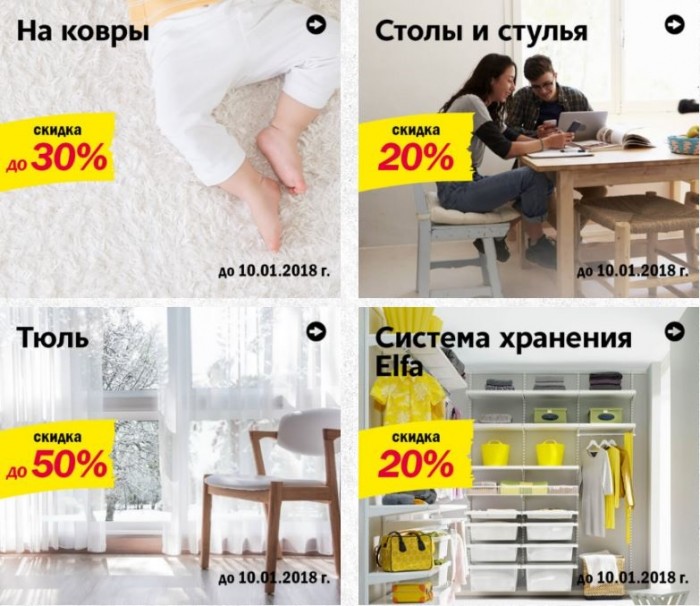 На ковры
скидка
до 30%
до 10.01.2018 г.
Столы и стулья
скидка
20%
до 10.01.2018 г.
Тюль
скидка
до 50%
до 10.01.2018 г.
Система хранения
Elfa
скидка
20%
до 10.01.2018 г.